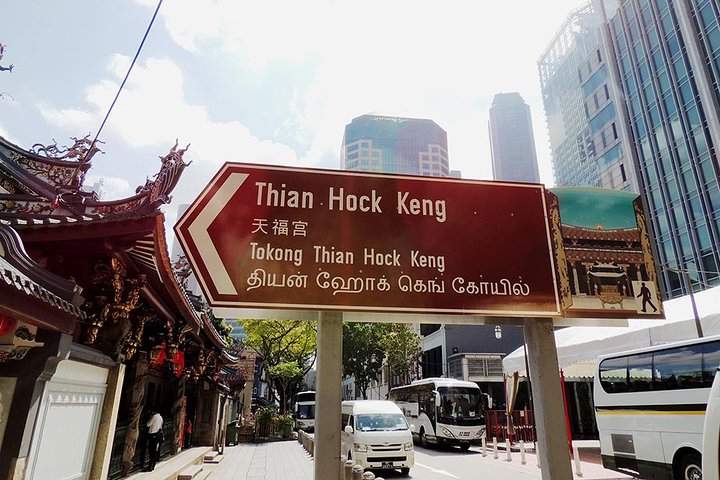 Thian Hock Keng
天福宫
Tokong Thian Hock Keng
தியன் ஹோக் கெங் கோயில்